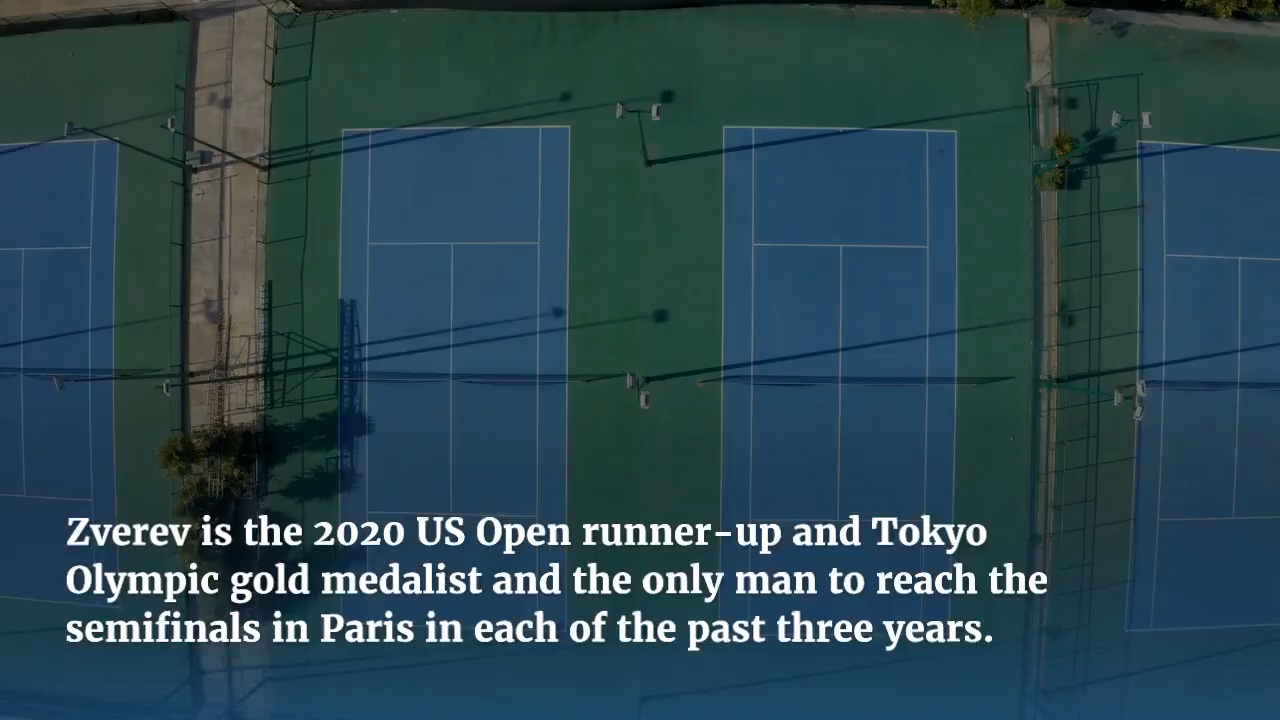 Zverev is the 2020 US Open runner-up and Tokyo
Olympic gold medalist and the only man to reach the
semifinals in Paris in each of the past three years.